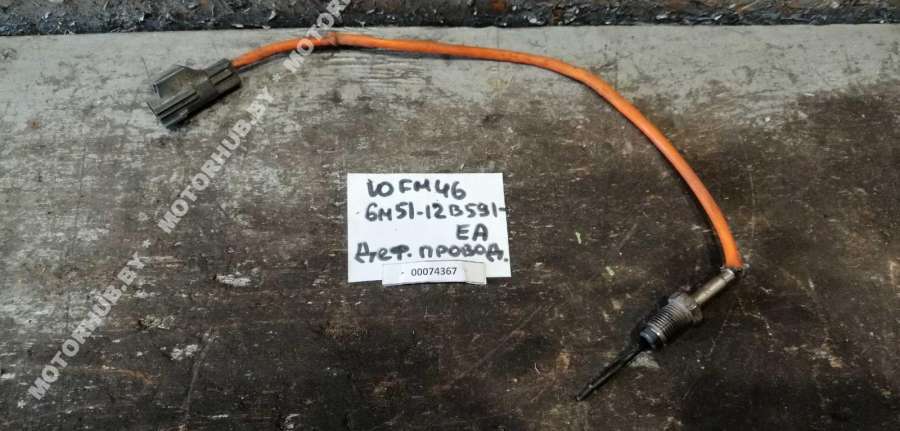 10FM46
6M51-12B591-
EA
Деф. провод.
00074367
MOTORHUB.BY * MOTORHUB.BY * MOTORHUB.BY * MOTORHUB.BY